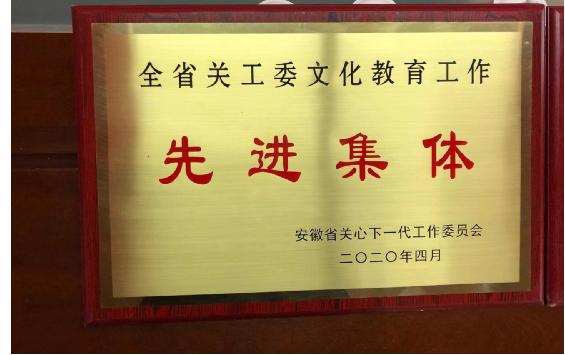 全省关工委文化教育工作
先进集体
安徽省关心下一代工作委员会
二〇二〇年四月